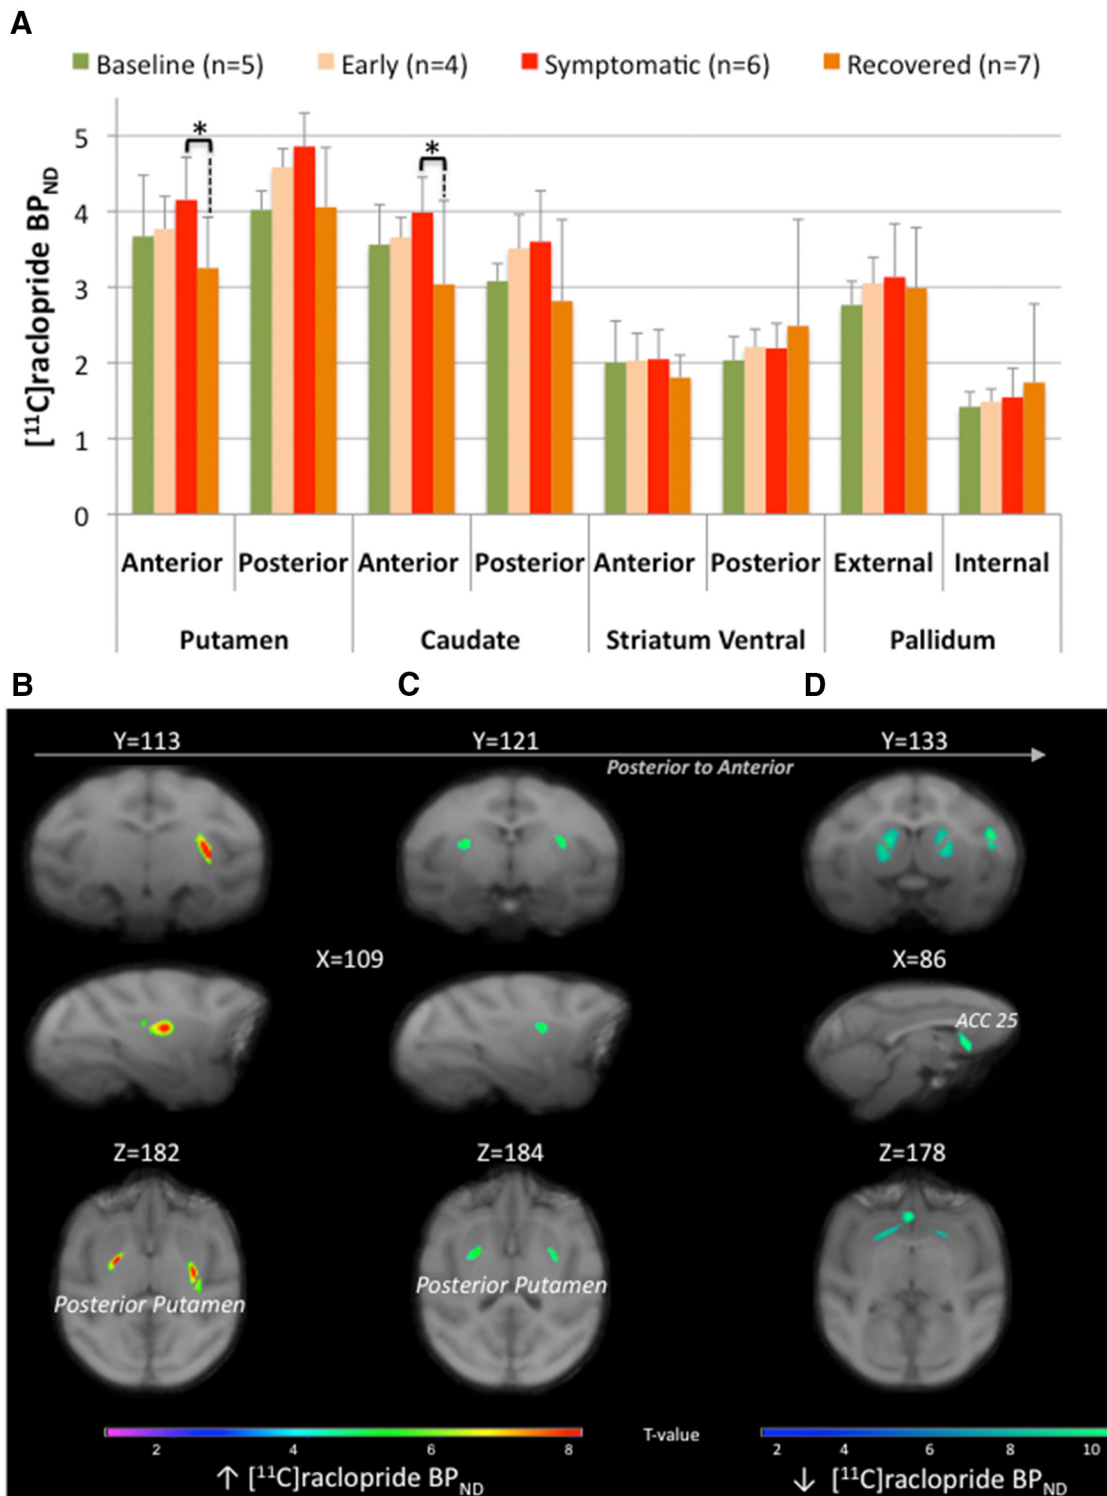 A
Baseline (n=5) Early (n=4) Symptomatic (n=6) Recovered (n=7)
[¹¹C]raclopride BP_ND
5
4
3
2
1
0
* *
Anterior Posterior Anterior Posterior Anterior Posterior External Internal
Putamen Caudate Striatum Ventral Pallidum
B C D
Y=113 Y=121 Y=133
Posterior to Anterior
X=109 X=86
ACC 25
Z=182 Z=184 Z=178
Posterior Putamen Posterior Putamen
2 4 6 8 T-value 2 4 6 8 10
↑ [¹¹C]raclopride BP_ND ↓ [¹¹C]raclopride BP_ND